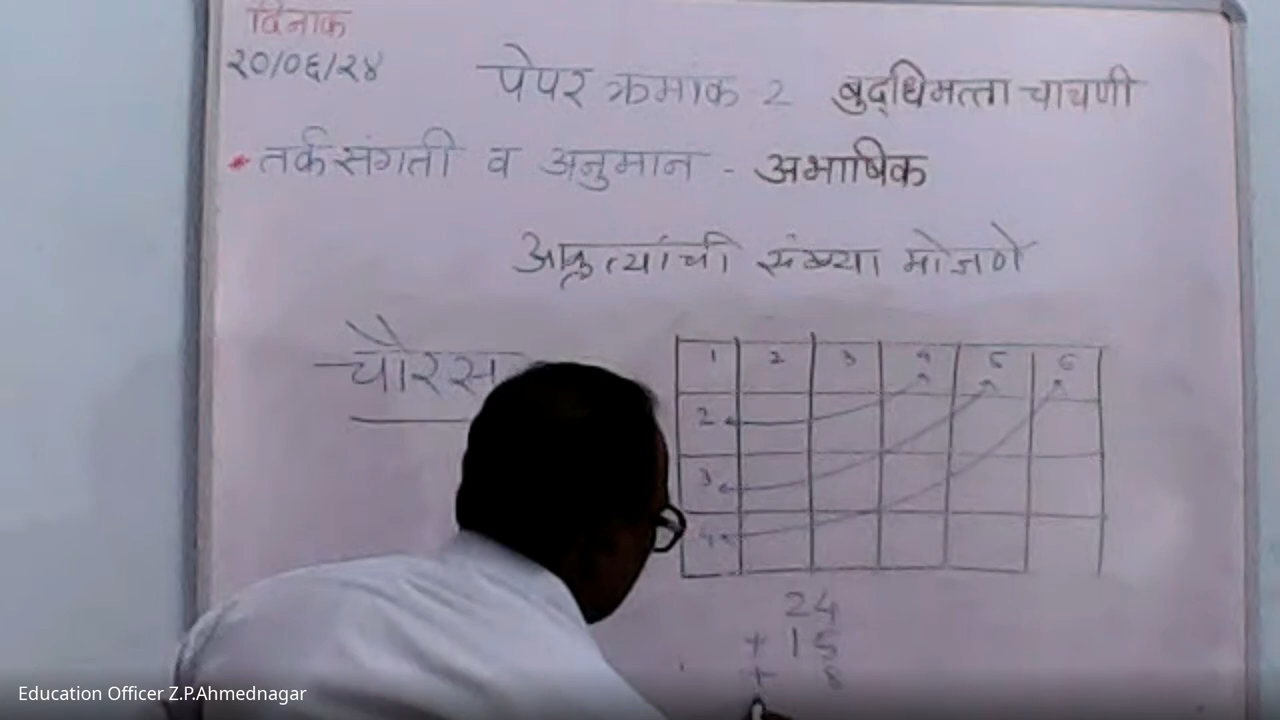 दिनांक
२०/०६/२४
पेपर क्रमांक 2 बुद्धिमत्ता चाचणी
* तर्कसंगती व अनुमान - अभाषिक
आकृत्यांची संख्या मोजणे
चौरस
1 2 3 4 5 6
2
3
4
24
+ 15
+ 8
Education Officer Z.P.Ahmednagar